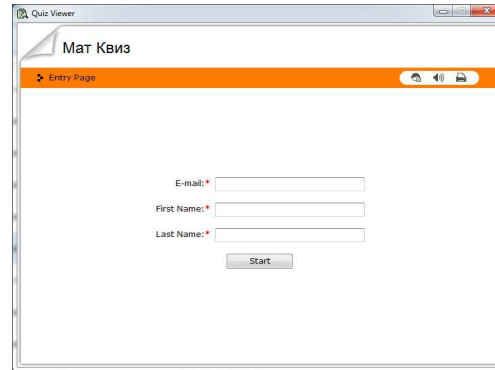 Quiz Viewer
Мат Квиз
Entry Page
E-mail:*
First Name:*
Last Name:*
Start